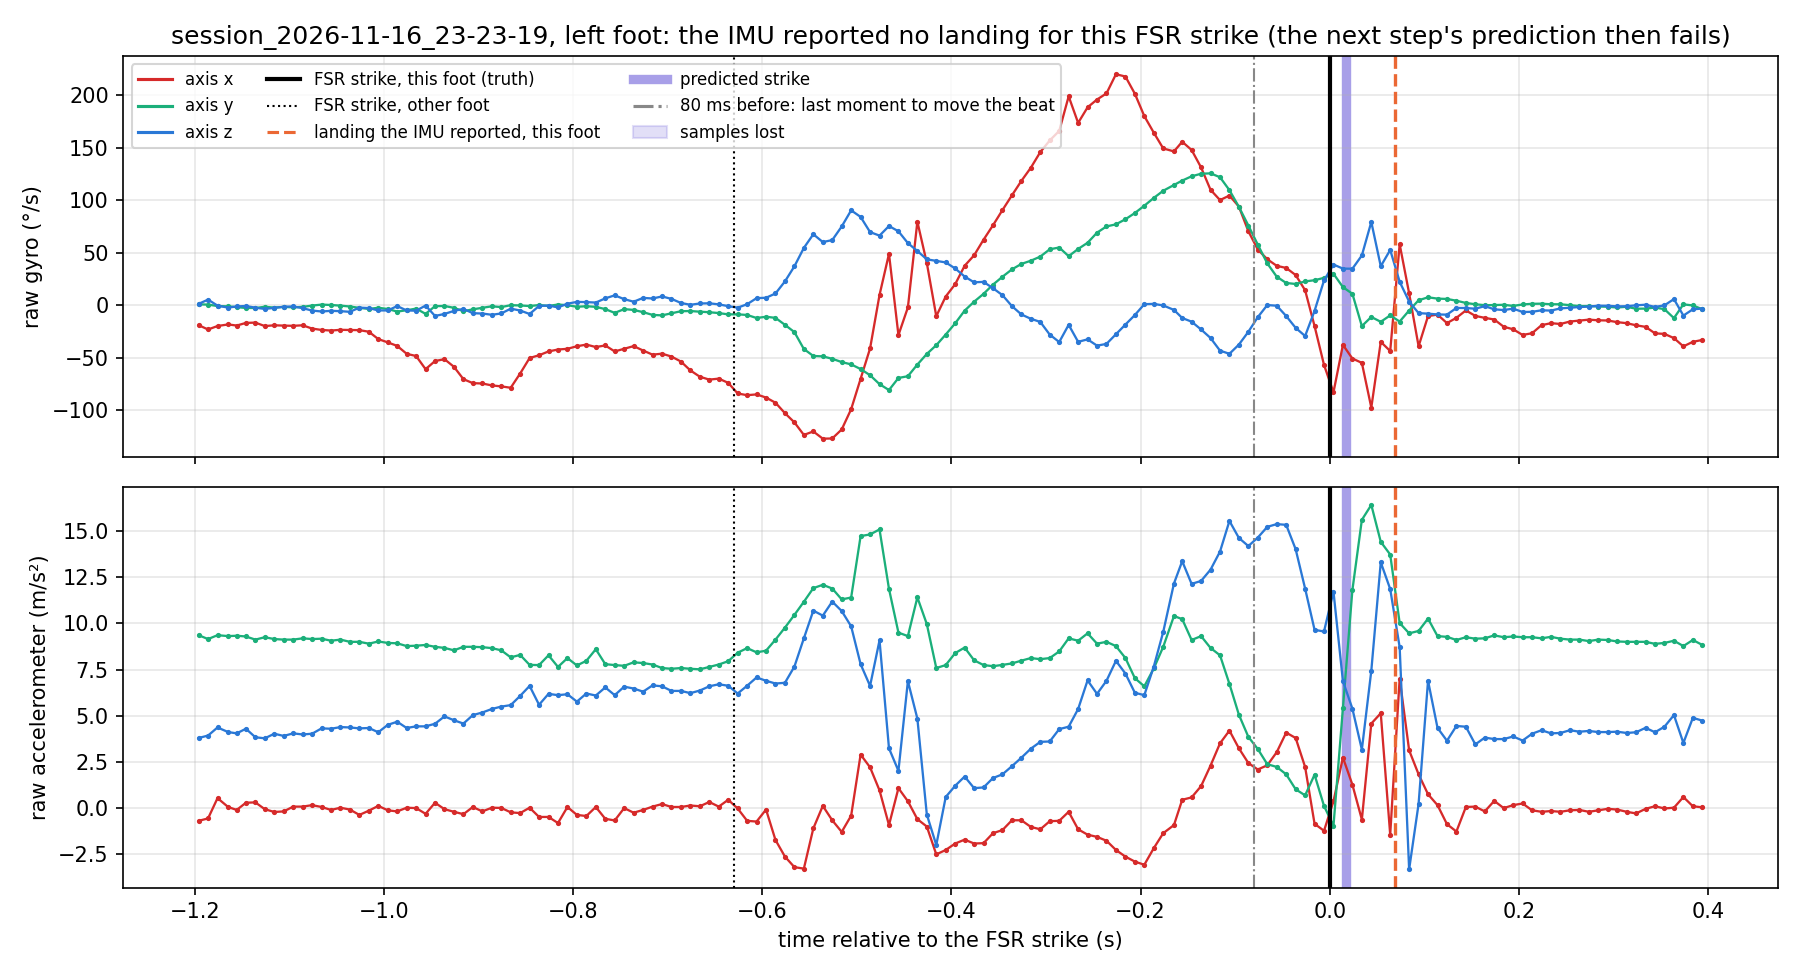 session_2026-11-16_23-23-19, left foot: the IMU reported no landing for this FSR strike (the next step's prediction then fails)
axis x
axis y
axis z
FSR strike, this foot (truth)
FSR strike, other foot
landing the IMU reported, this foot
predicted strike
80 ms before: last moment to move the beat
samples lost
raw gyro (°/s)
200
150
100
50
0
−50
−100
raw accelerometer (m/s²)
15.0
12.5
10.0
7.5
5.0
2.5
0.0
−2.5
−1.2 −1.0 −0.8 −0.6 −0.4 −0.2 0.0 0.2 0.4
time relative to the FSR strike (s)